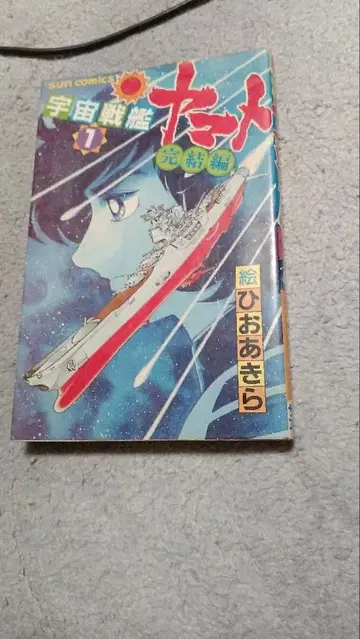 sun comics
宇宙戦艦
ヤマト
完結編
1
絵
ひおあきら